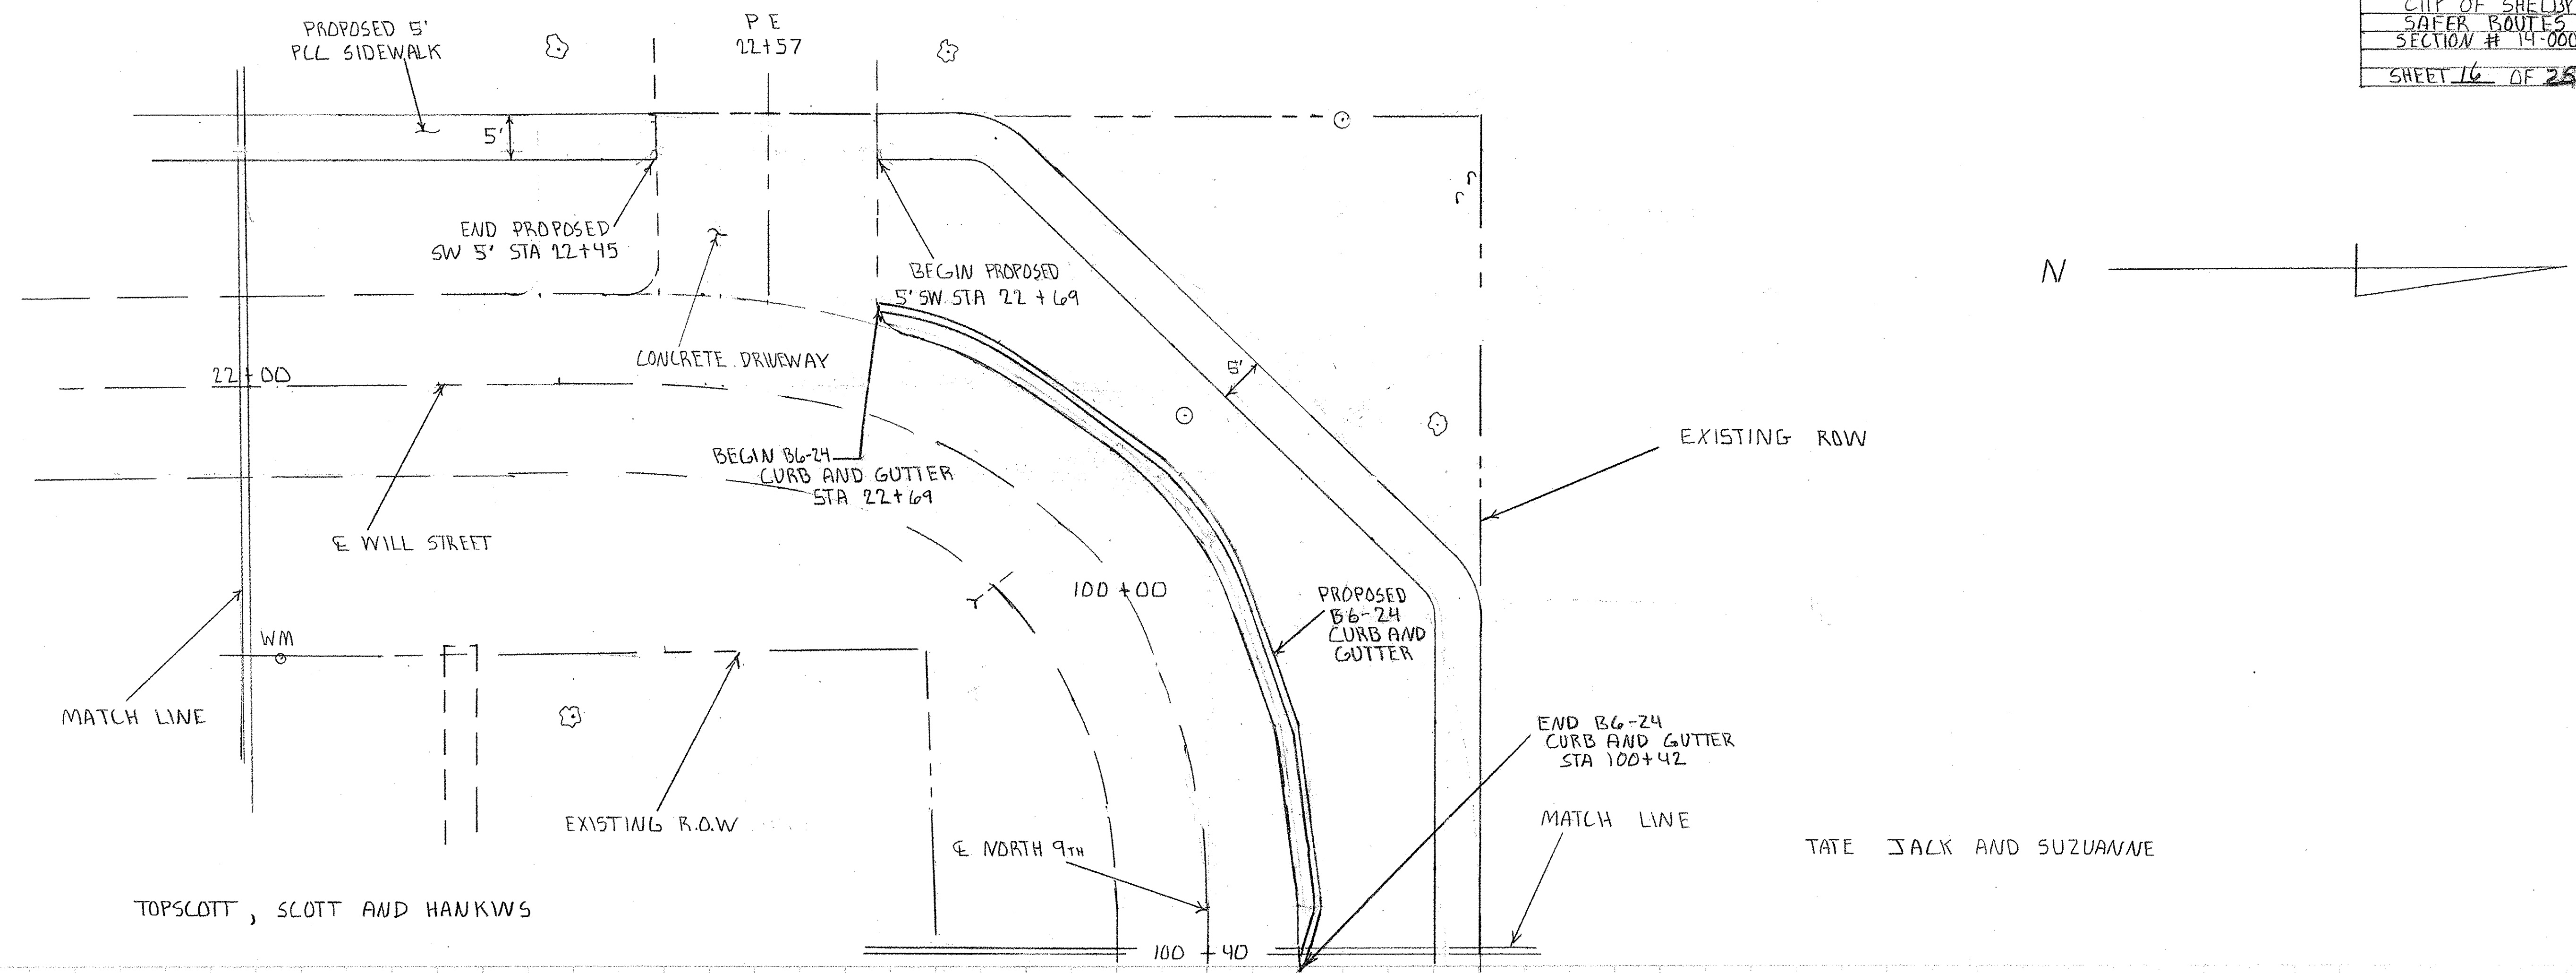 PROPOSED 5'
PCC SIDEWALK
P E
22+57
SAFER ROUTES
SECTION # 14-000
SHEET 16 OF
5'
END PROPOSED
SW 5' STA 22+45
BEGIN PROPOSED
5' SW STA 22+69
N
CONCRETE DRIVEWAY
22+00
5'
EXISTING ROW
BEGIN B6-24
CURB AND GUTTER
STA 22+69
℄ WILL STREET
100+00
PROPOSED
B6-24
CURB AND
GUTTER
WM
MATCH LINE
END B6-24
CURB AND GUTTER
STA 100+42
EXISTING R.O.W
MATCH LINE
℄ NORTH 9TH
TATE JACK AND SUZUANNE
TOPSCOTT, SCOTT AND HANKINS
100+40